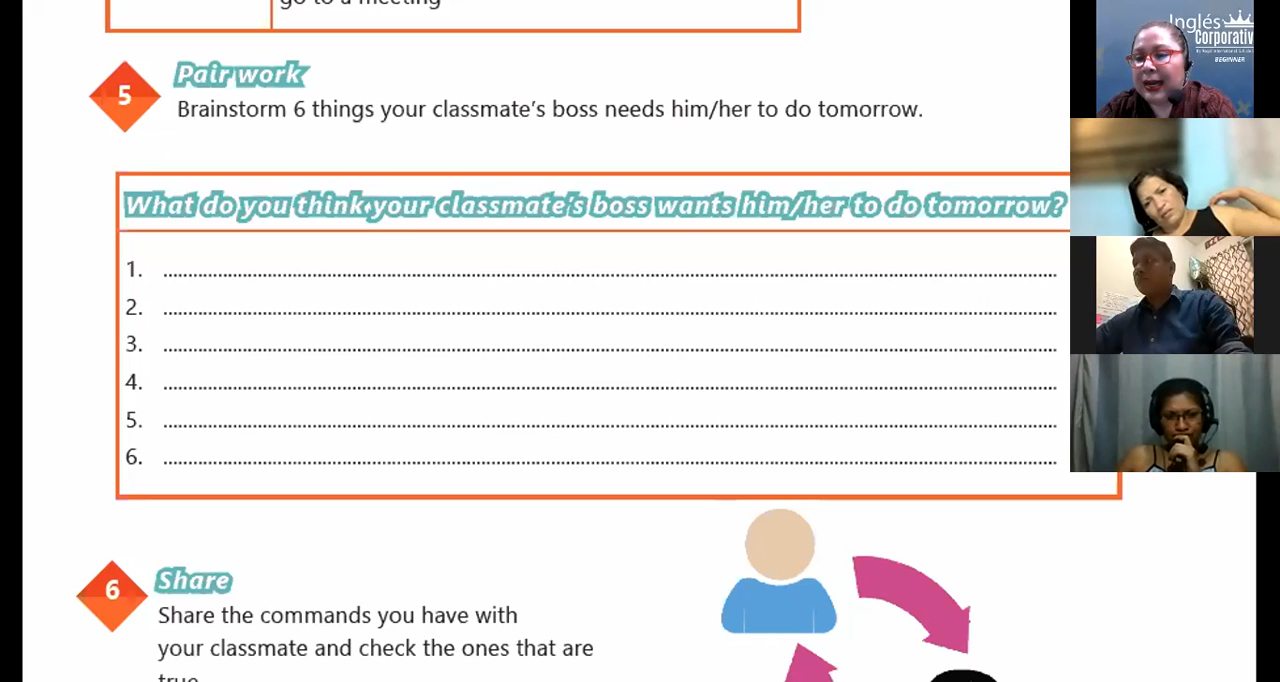 go to a meeting
5
Pair work
Brainstorm 6 things your classmate's boss needs him/her to do tomorrow.
What do you think your classmate's boss wants him/her to do tomorrow?
1.
2.
3.
4.
5.
6.
6
Share
Share the commands you have with
your classmate and check the ones that are
true
Inglés
Corporativ
BEGINNER